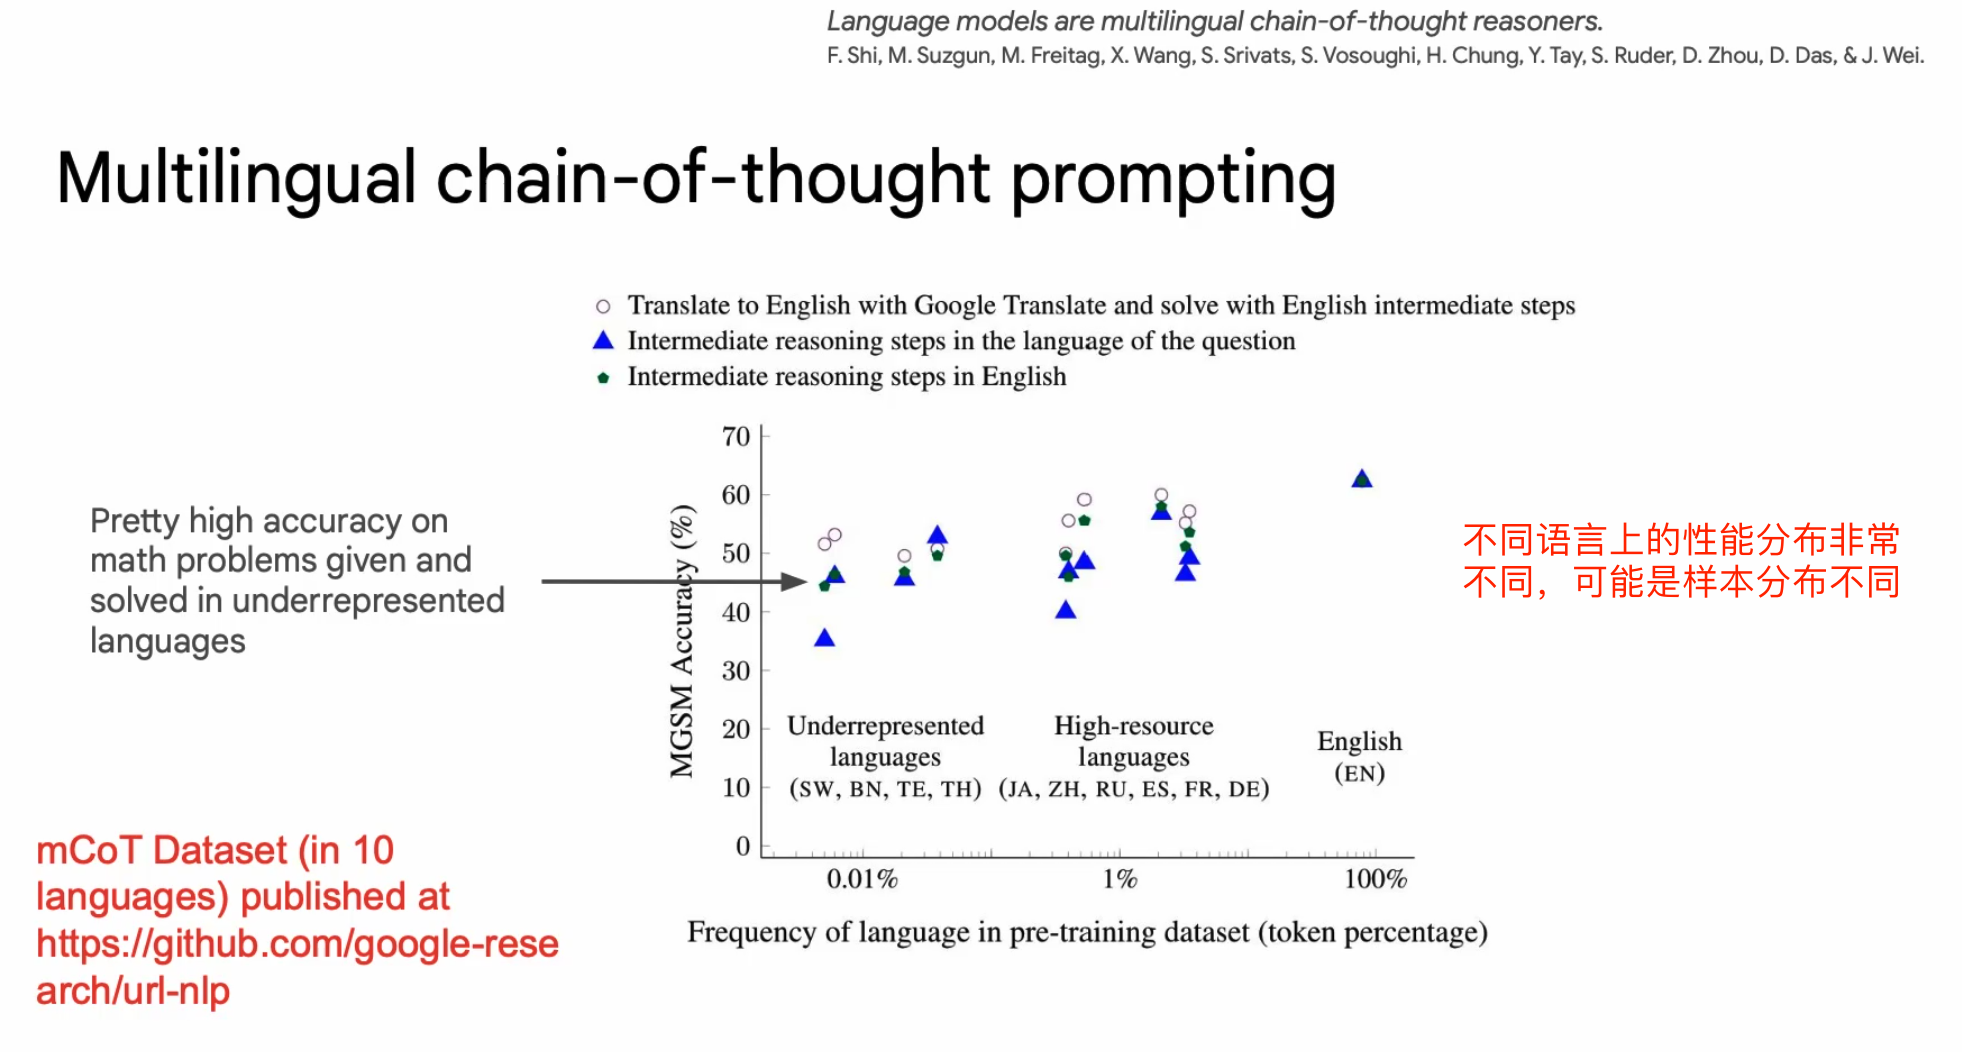 Language models are multilingual chain-of-thought reasoners.
F. Shi, M. Suzgun, M. Freitag, X. Wang, S. Srivats, S. Vosoughi, H. Chung, Y. Tay, S. Ruder, D. Zhou, D. Das, & J. Wei.
Multilingual chain-of-thought prompting
Translate to English with Google Translate and solve with English intermediate steps
Intermediate reasoning steps in the language of the question
Intermediate reasoning steps in English
Pretty high accuracy on
math problems given and
solved in underrepresented
languages
MGSM Accuracy (%)
70
60
50
40
30
20
10
0
Underrepresented
languages
(SW, BN, TE, TH)
High-resource
languages
(JA, ZH, RU, ES, FR, DE)
English
(EN)
0.01%
1%
100%
Frequency of language in pre-training dataset (token percentage)
不同语言上的性能分布非常
不同，可能是样本分布不同
mCoT Dataset (in 10
languages) published at
https://github.com/google-rese
arch/url-nlp